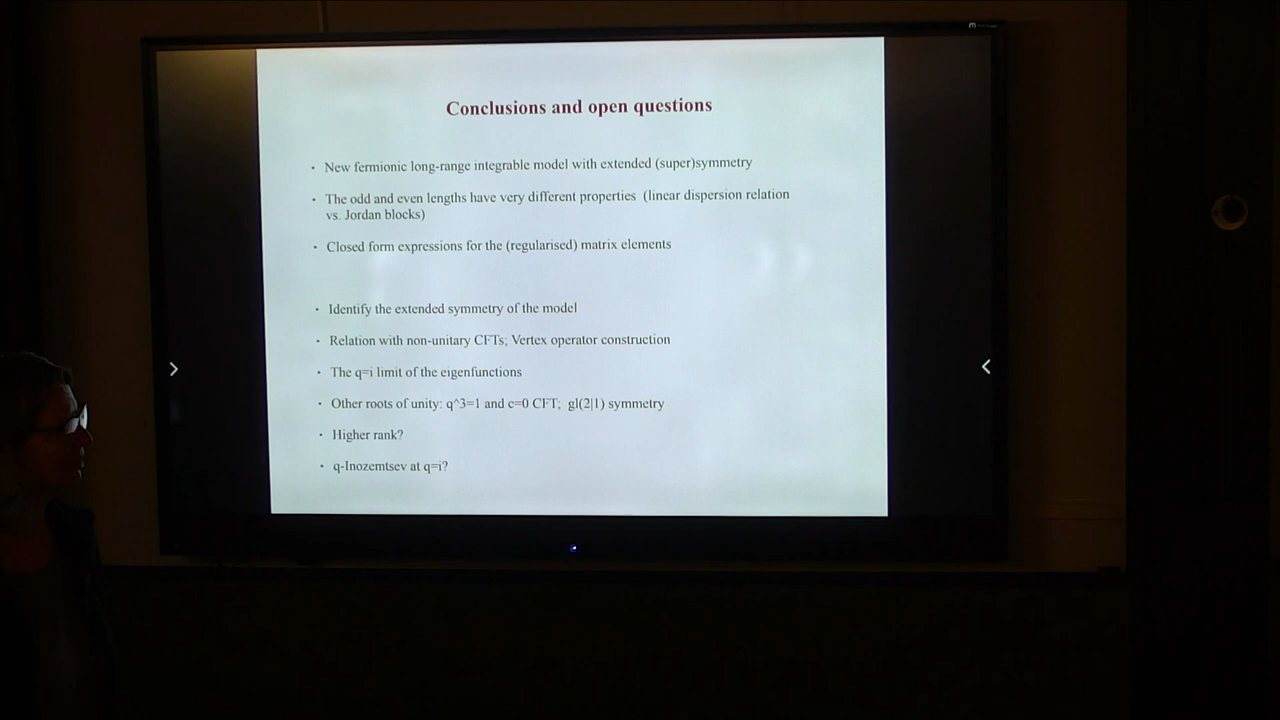 Conclusions and open questions
• New fermionic long-range integrable model with extended (super)symmetry
• The odd and even lengths have very different properties (linear dispersion relation
vs. Jordan blocks)
• Closed form expressions for the (regularised) matrix elements
• Identify the extended symmetry of the model
• Relation with non-unitary CFTs; Vertex operator construction
• The q=i limit of the eigenfunctions
• Other roots of unity: q^3=1 and c=0 CFT; gl(2|1) symmetry
• Higher rank?
• q-Inozemtsev at q=i?